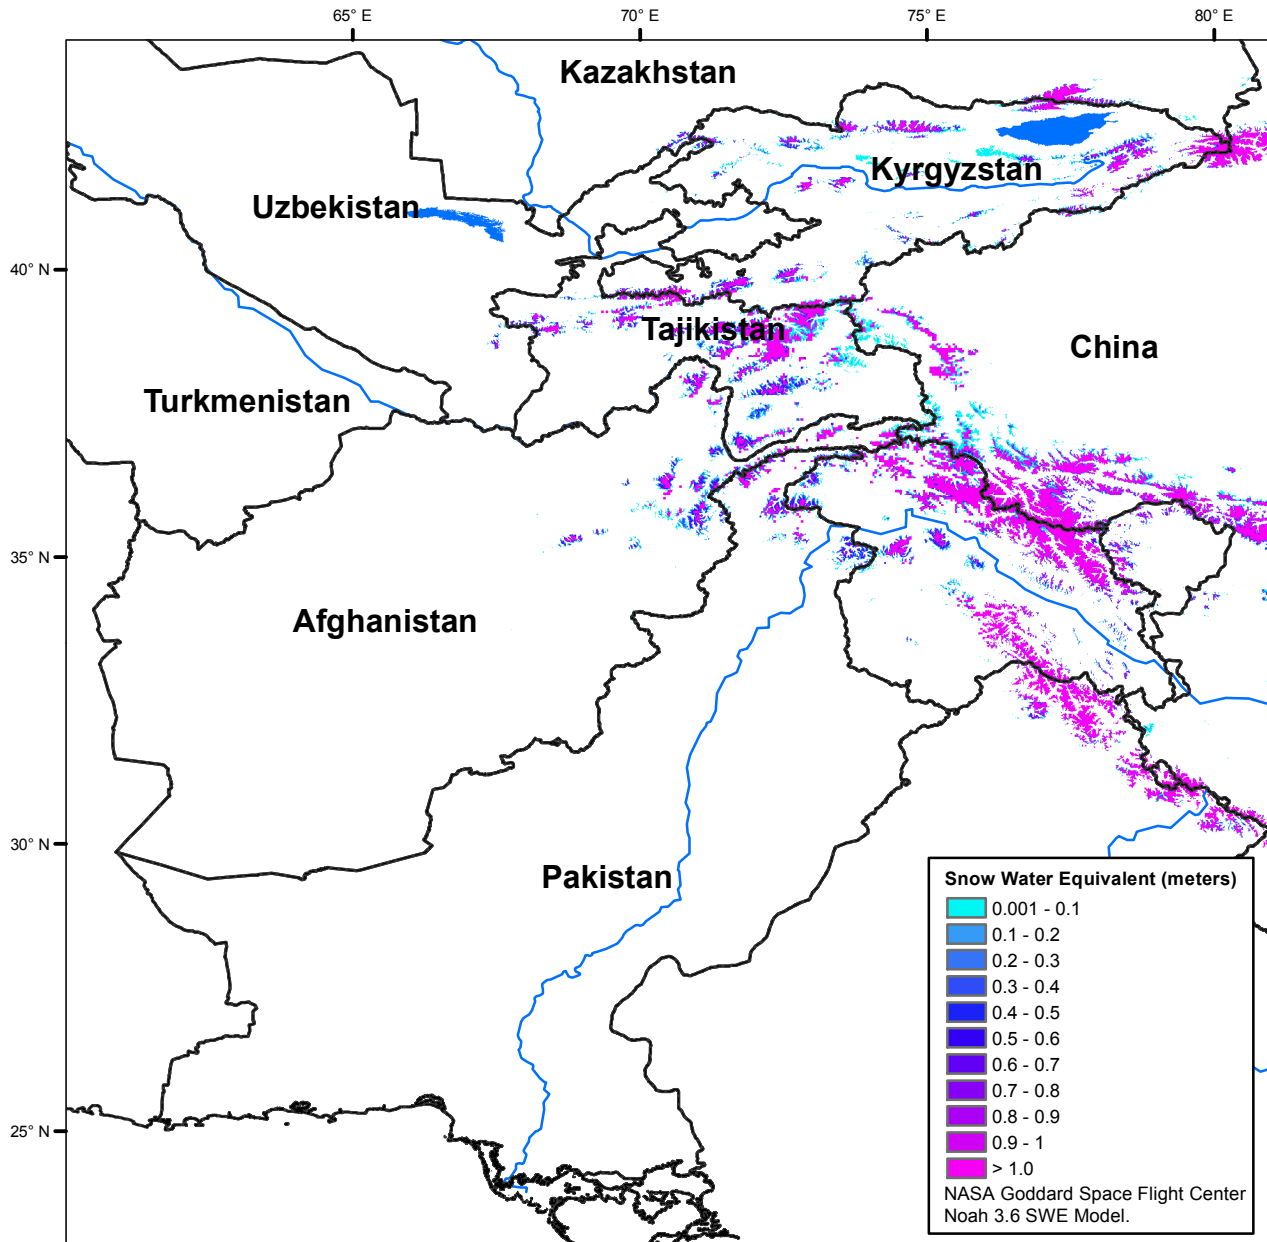 65° E
70° E
75° E
80° E
Kazakhstan
Kyrgyzstan
Uzbekistan
40° N
Tajikistan
China
Turkmenistan
35° N
Afghanistan
30° N
Pakistan
25° N
Snow Water Equivalent (meters)
0.001 - 0.1
0.1 - 0.2
0.2 - 0.3
0.3 - 0.4
0.4 - 0.5
0.5 - 0.6
0.6 - 0.7
0.7 - 0.8
0.8 - 0.9
0.9 - 1
> 1.0
NASA Goddard Space Flight Center
Noah 3.6 SWE Model.